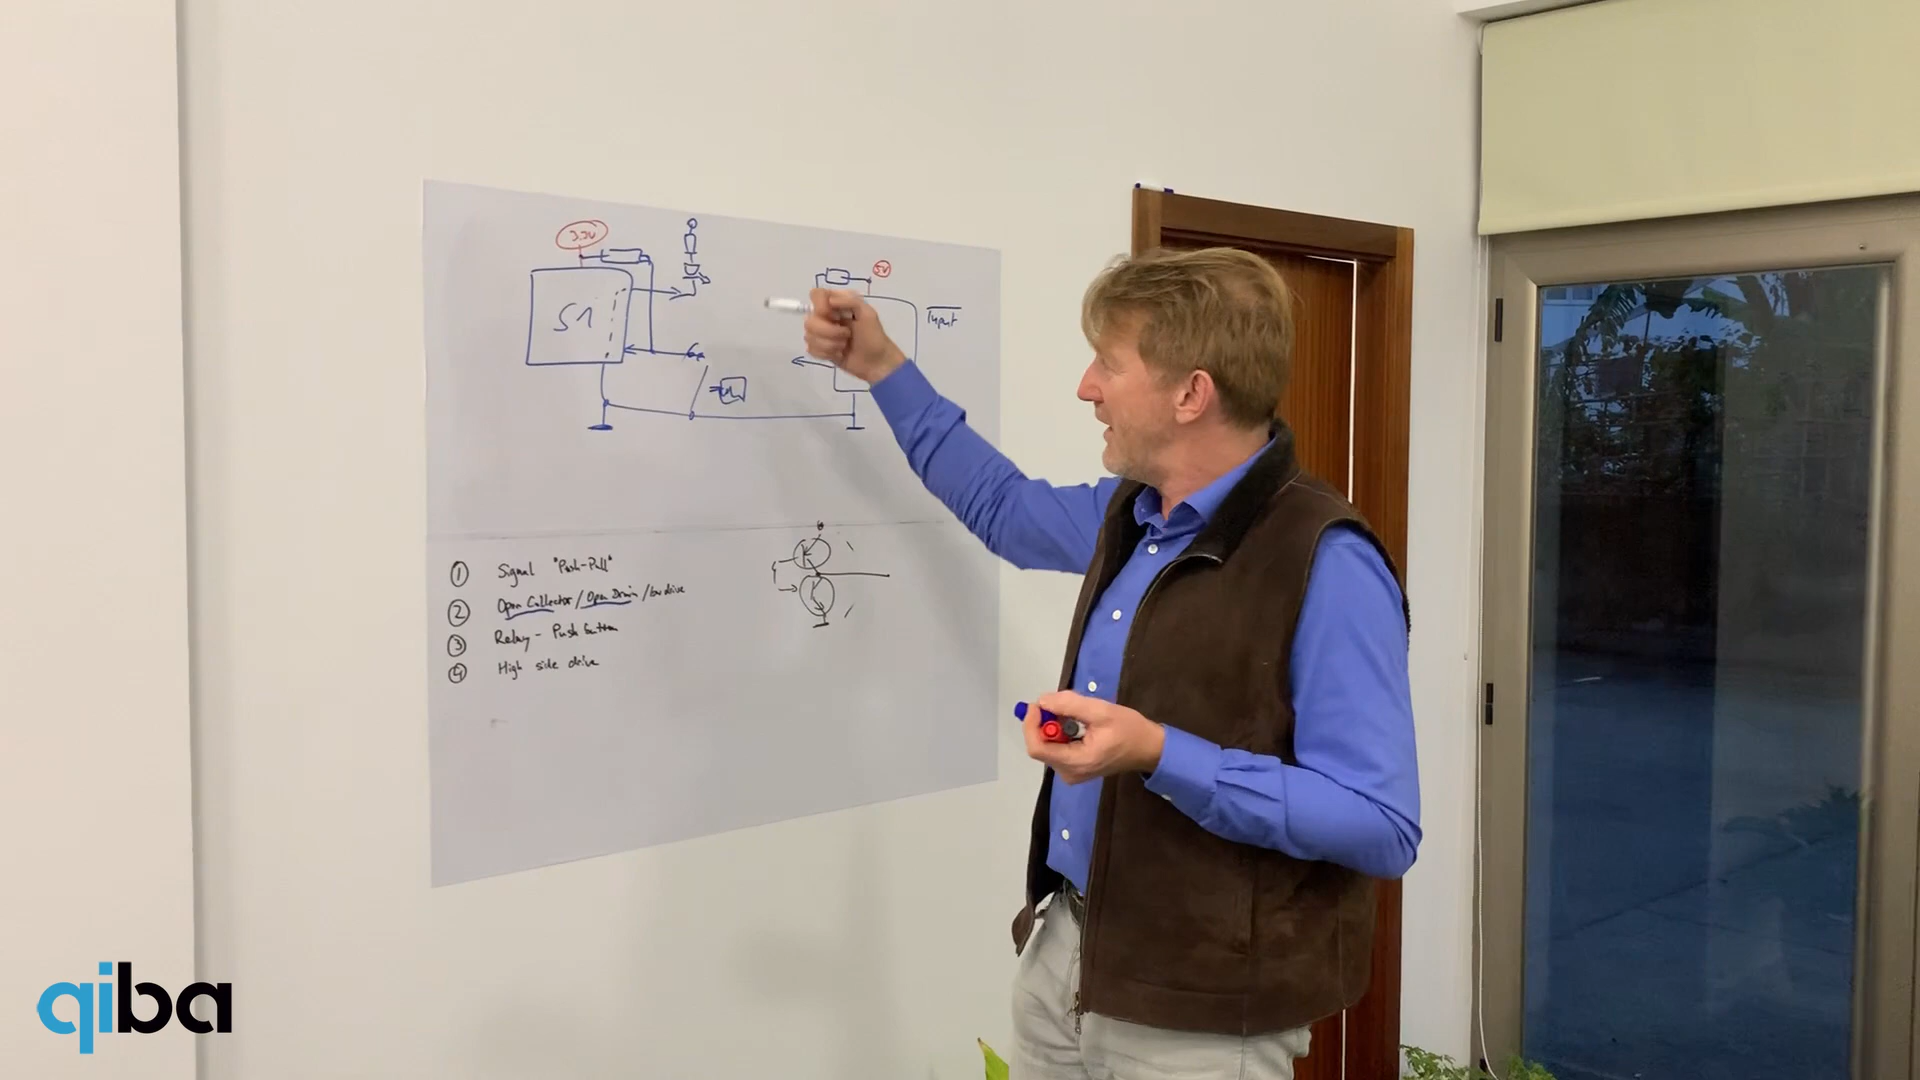 3.3V
5V
S1
Input
① Signal "Push-Pull"
② Open Collector / Open Drain / low drive
③ Relay - Push button
④ High side drive
qiba